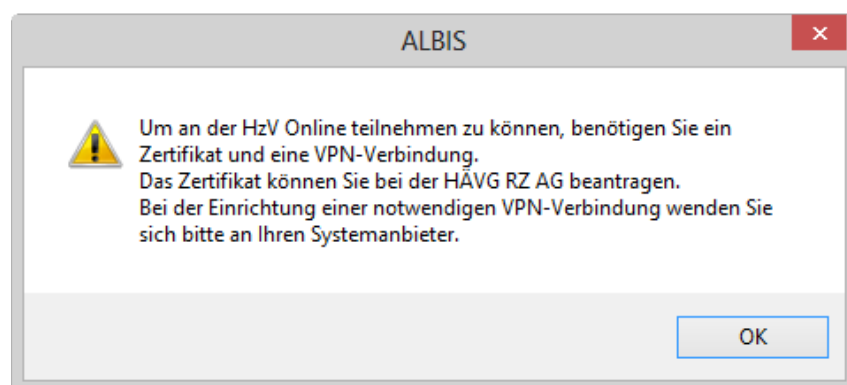 ALBIS
Um an der HzV Online teilnehmen zu können, benötigen Sie ein
Zertifikat und eine VPN-Verbindung.
Das Zertifikat können Sie bei der HÄVG RZ AG beantragen.
Bei der Einrichtung einer notwendigen VPN-Verbindung wenden Sie
sich bitte an Ihren Systemanbieter.
OK